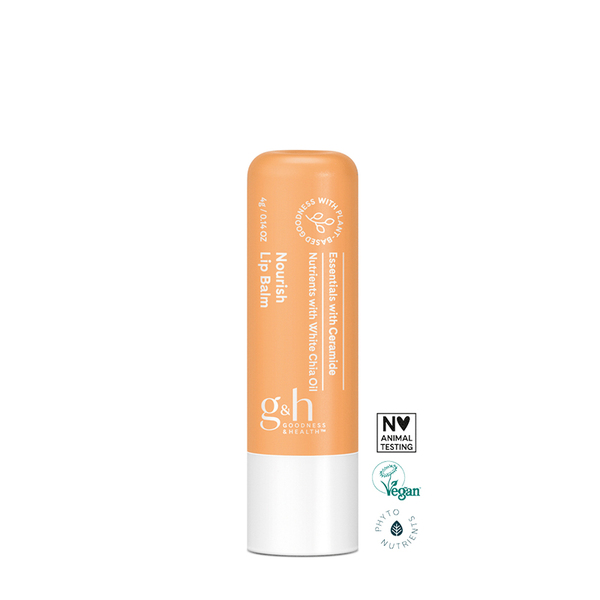 WITH PLANT-BASED GOODNESS
Essentials with Ceramide
Nutrients with White Chia Oil
4g / 0.14 OZ
Nourish
Lip Balm
g&h
GOODNESS
&HEALTH™
N♥
ANIMAL
TESTING
Vegan
PHYTO
NUTRIENTS